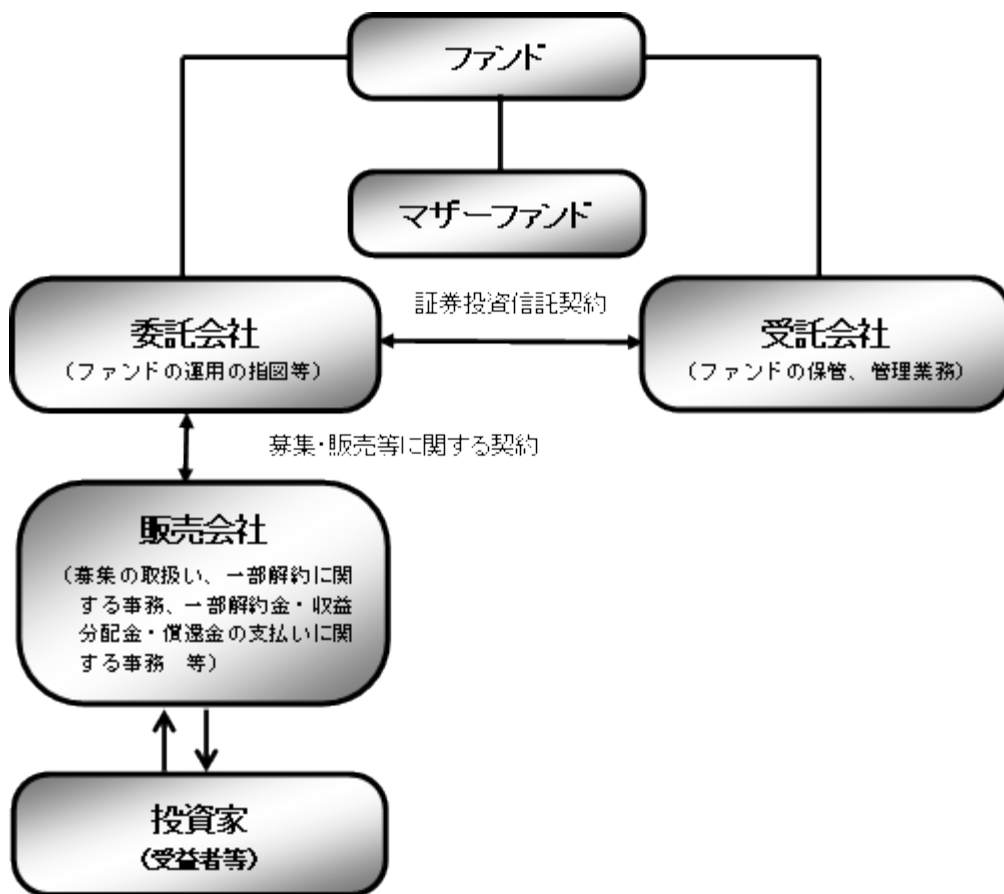 ファンド
マザーファンド
証券投資信託契約
委託会社
(ファンドの運用の指図等)
受託会社
(ファンドの保管、管理業務)
募集・販売等に関する契約
販売会社
(募集の取扱い、一部解約に関
する事務、一部解約金・収益
分配金・償還金の支払いに関
する事務　等)
投資家
(受益者等)